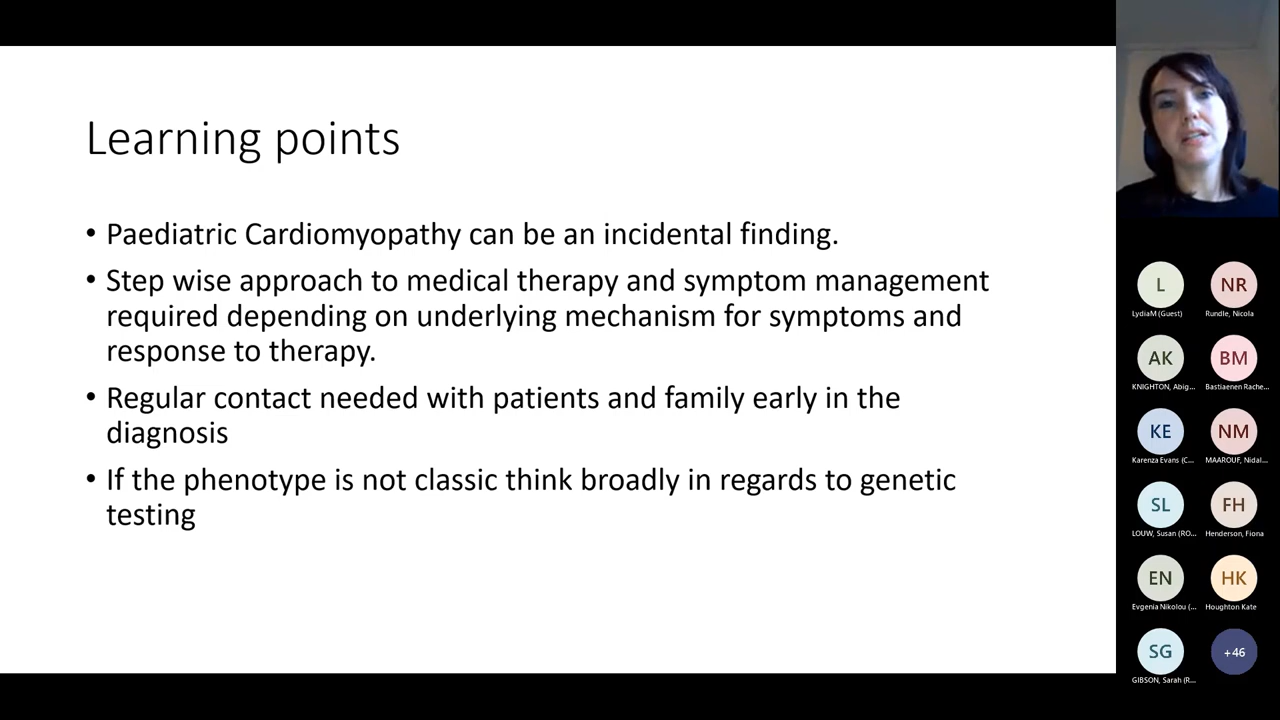 Learning points
• Paediatric Cardiomyopathy can be an incidental finding.
• Step wise approach to medical therapy and symptom management
required depending on underlying mechanism for symptoms and
response to therapy.
• Regular contact needed with patients and family early in the
diagnosis
• If the phenotype is not classic think broadly in regards to genetic
testing
L NR
LydiaM (Guest) Rundle, Nicola
AK BM
KNIGHTON, Abig... Bastiaenen Rache...
KE NM
Karenza Evans (C... MAAROUF, Nidal...
SL FH
LOUW, Susan (RO... Henderson, Fiona
EN HK
Evgenia Nikolou (... Houghton Kate
SG +46
GIBSON, Sarah (R...